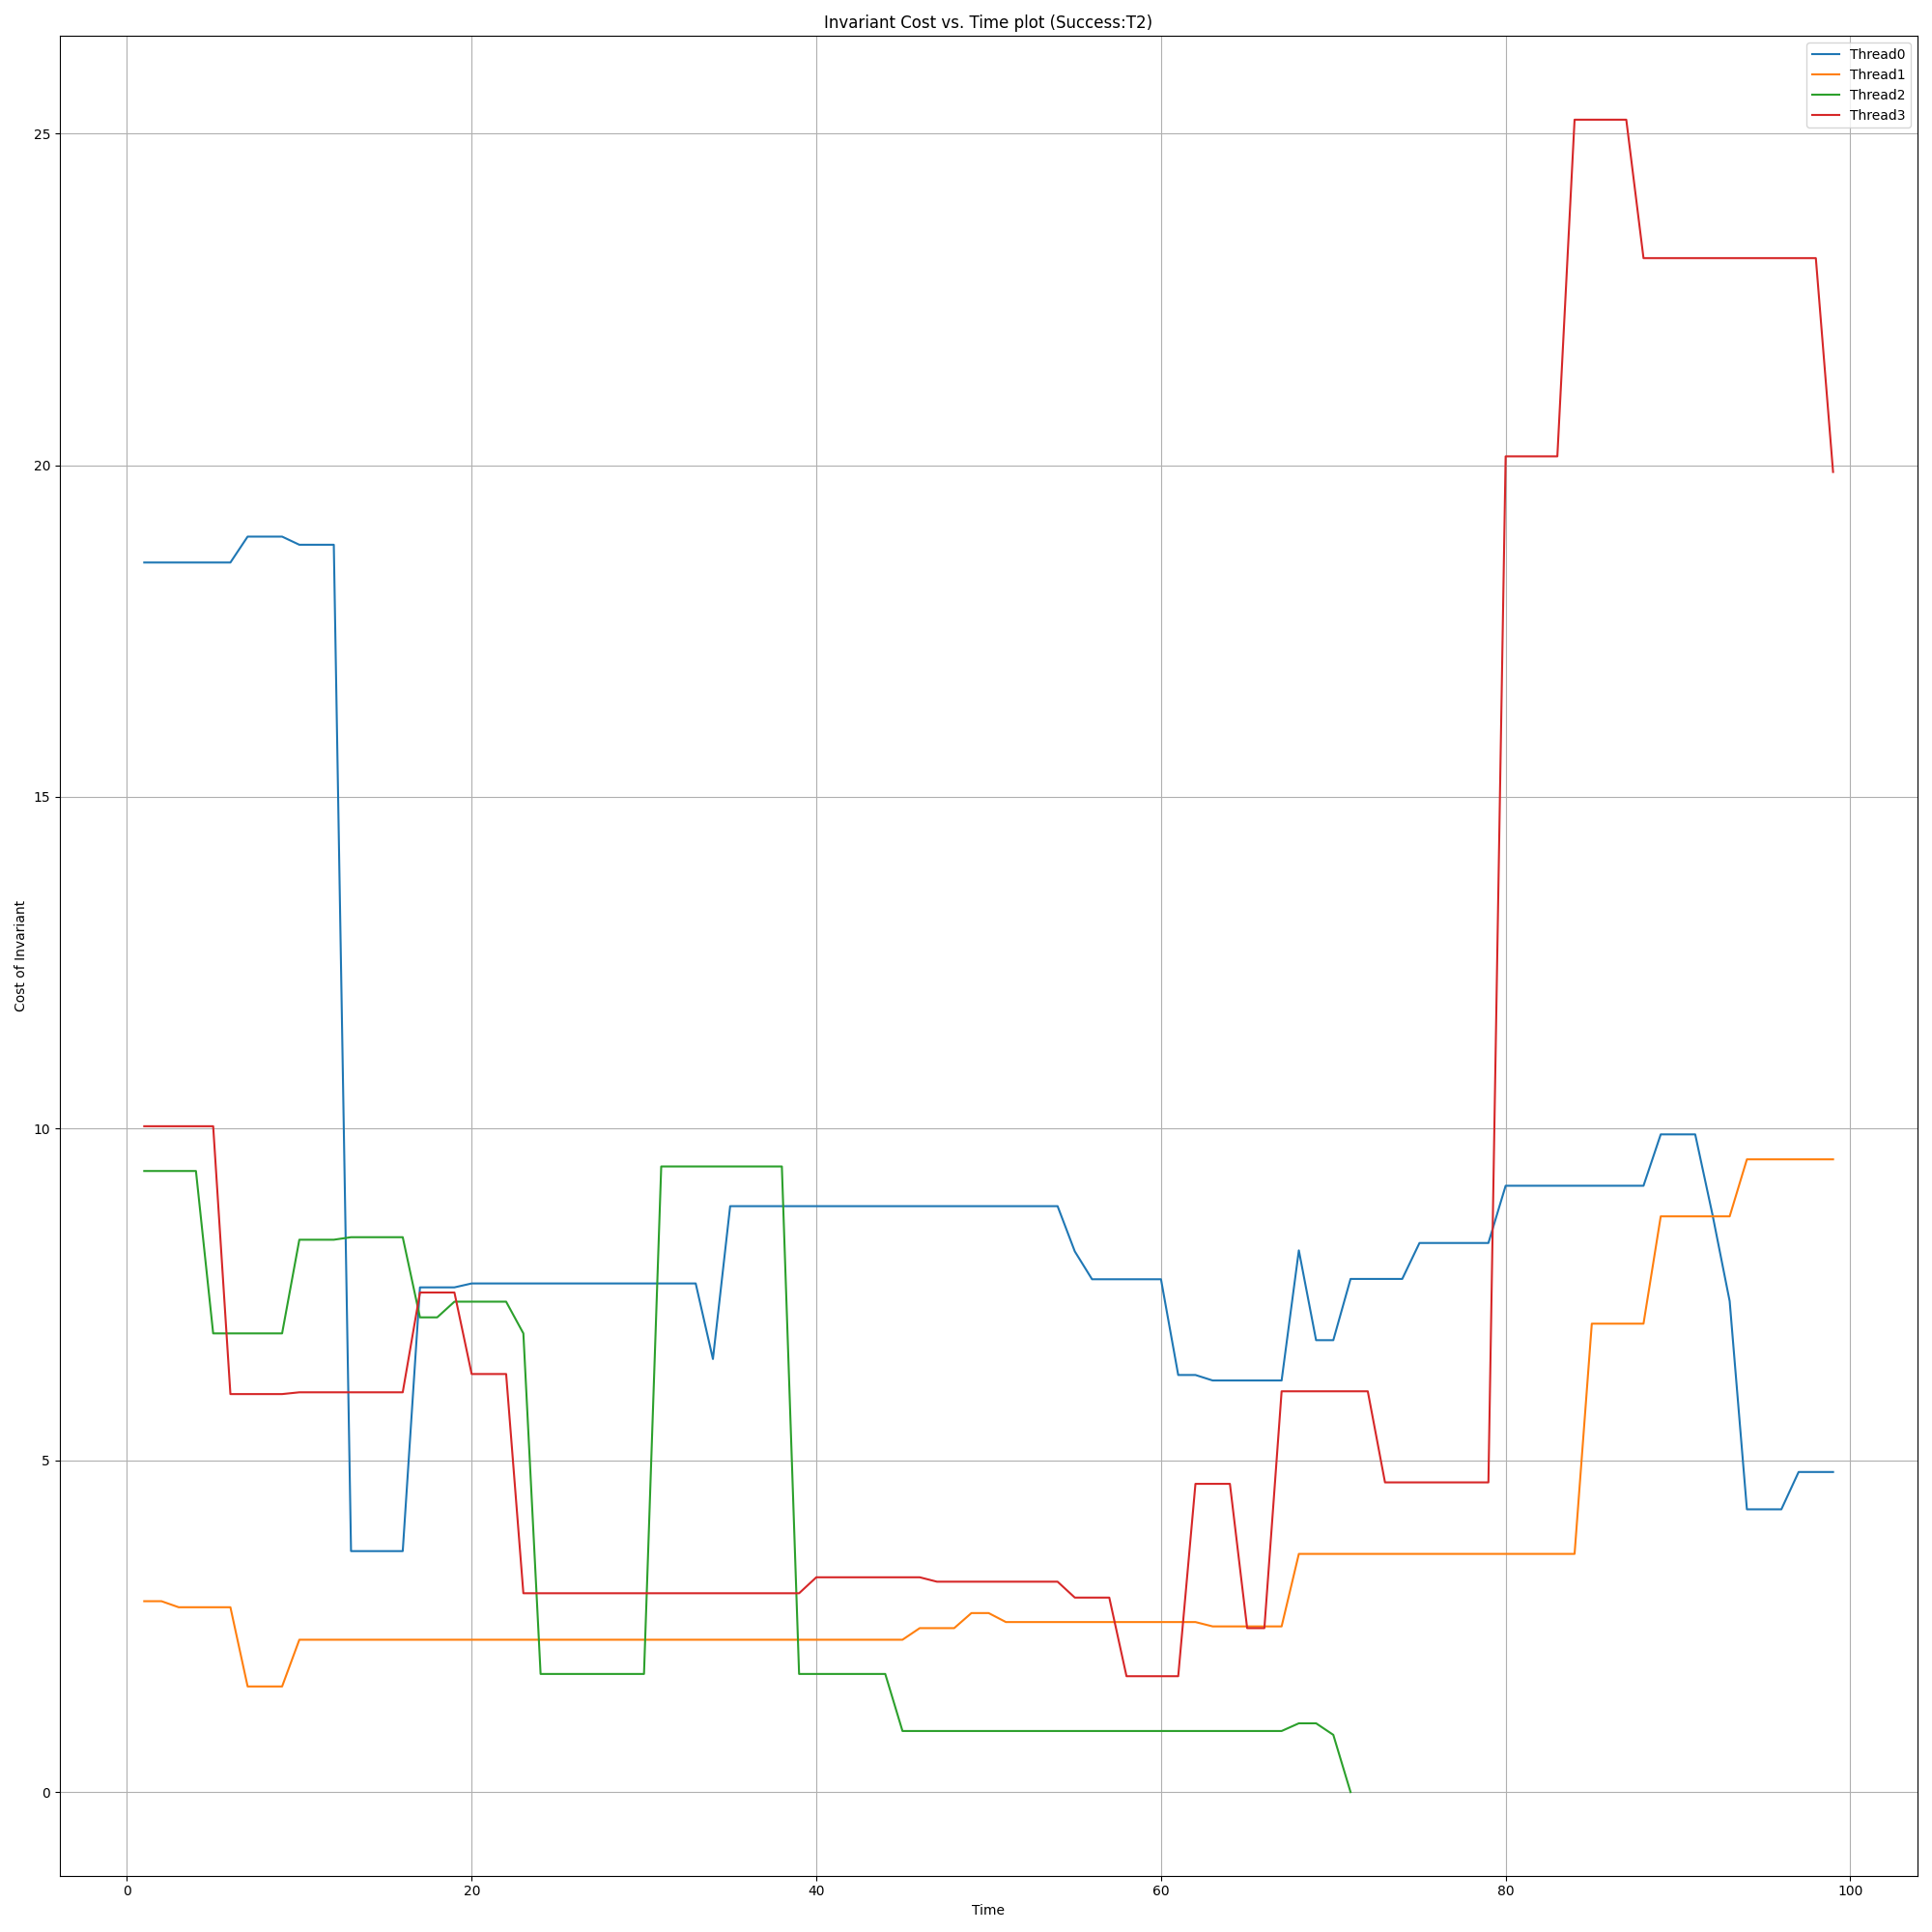 Invariant Cost vs. Time plot (Success:T2)
Thread0
Thread1
Thread2
Thread3
25
20
15
10
5
0
Cost of Invariant
0 20 40 60 80 100
Time